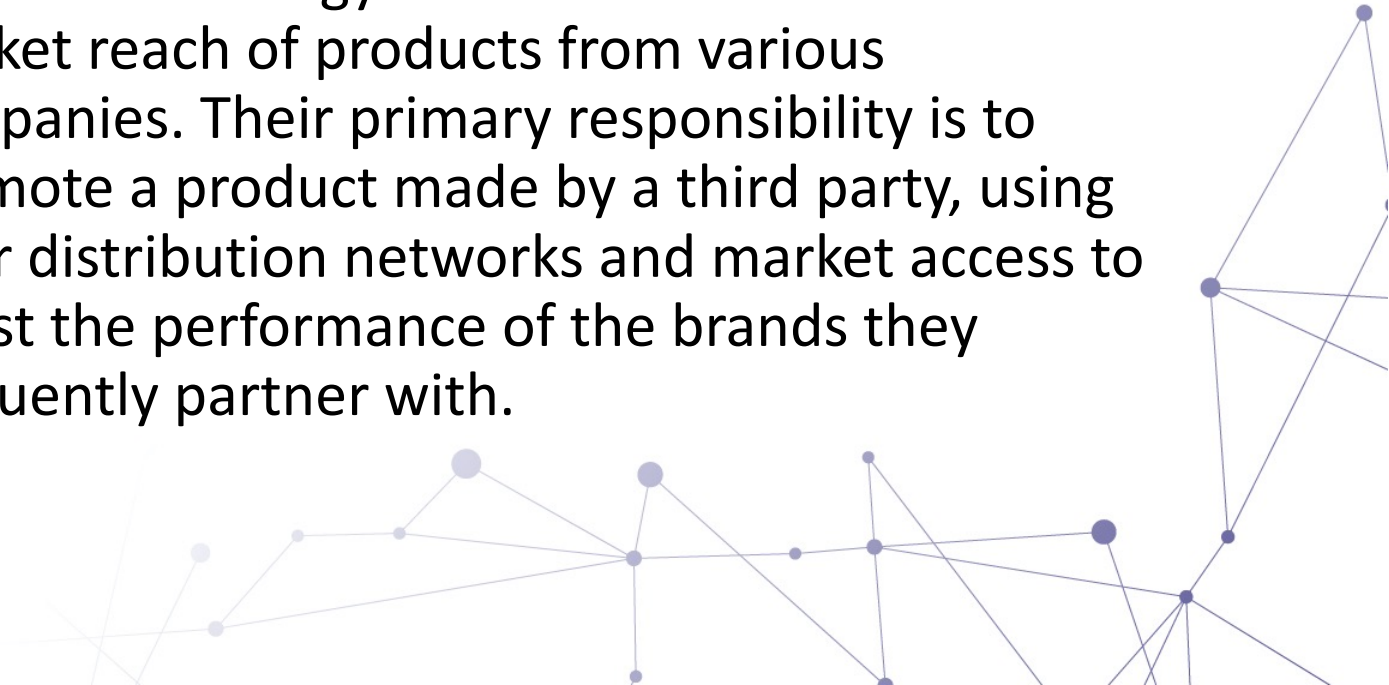 gy
ket reach of products from various
panies. Their primary responsibility is to
mote a product made by a third party, using
r distribution networks and market access to
st the performance of the brands they
uently partner with.